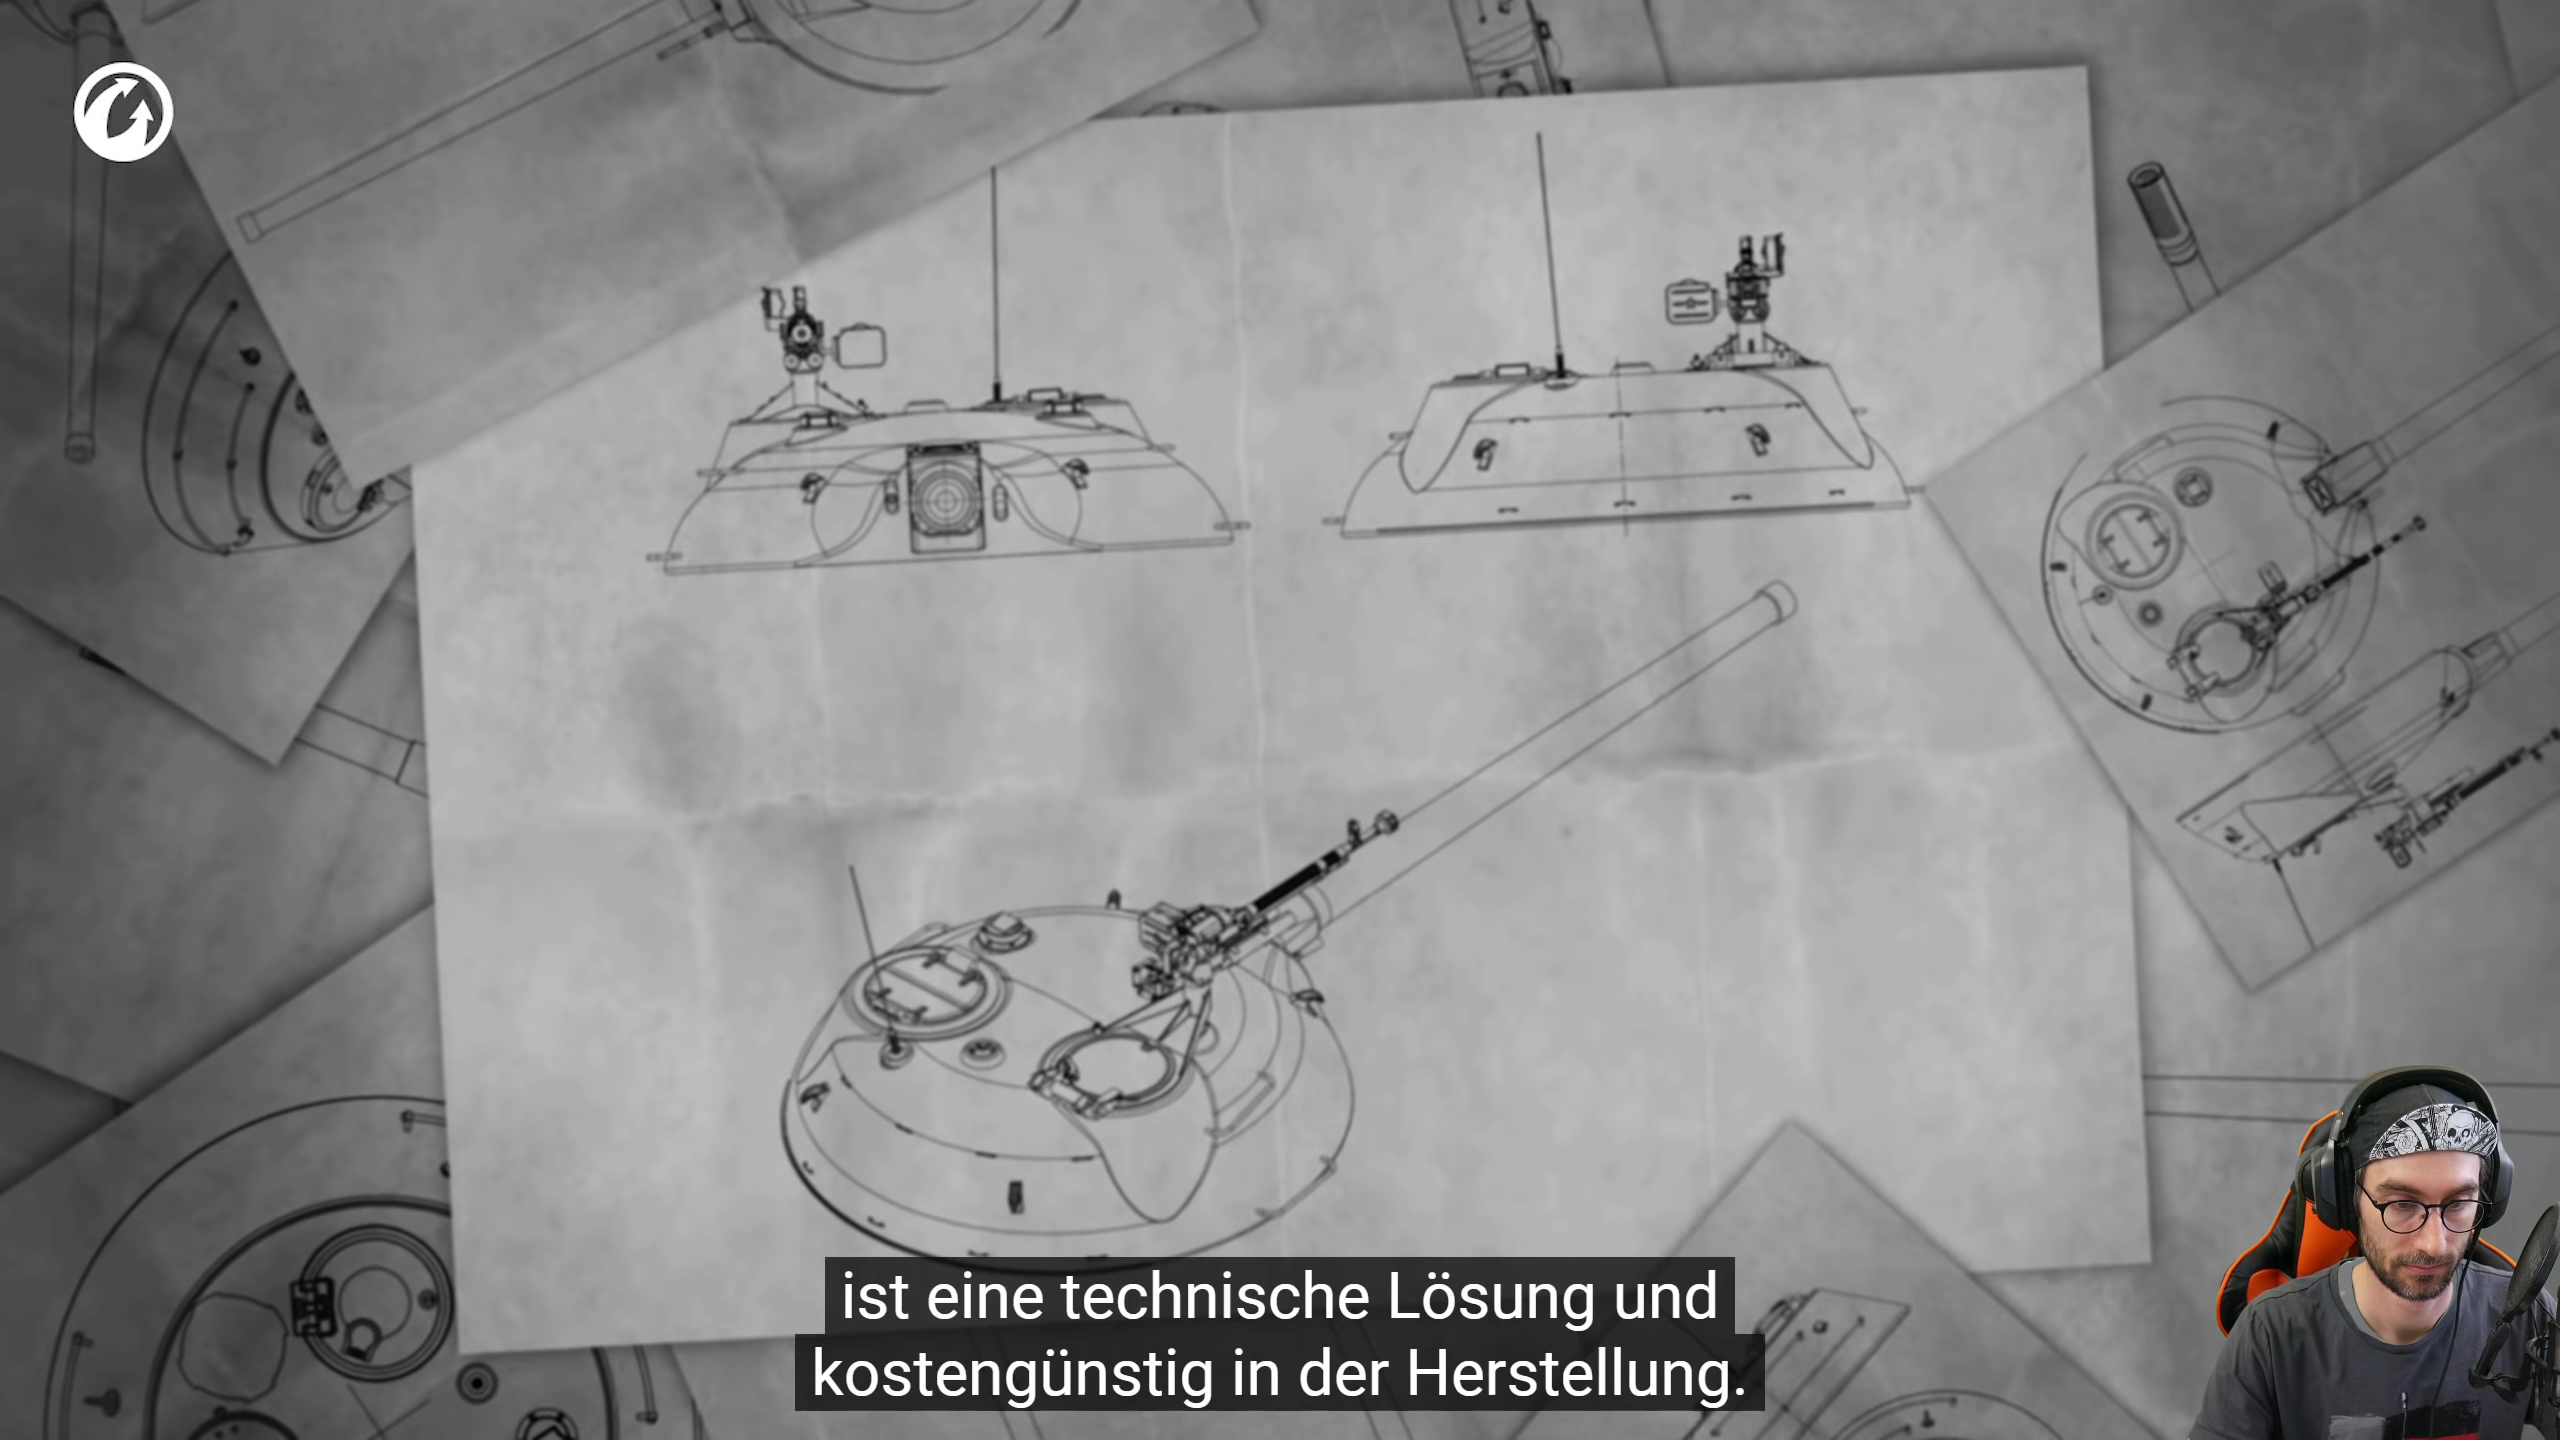 ist eine technische Lösung und
kostengünstig in der Herstellung.